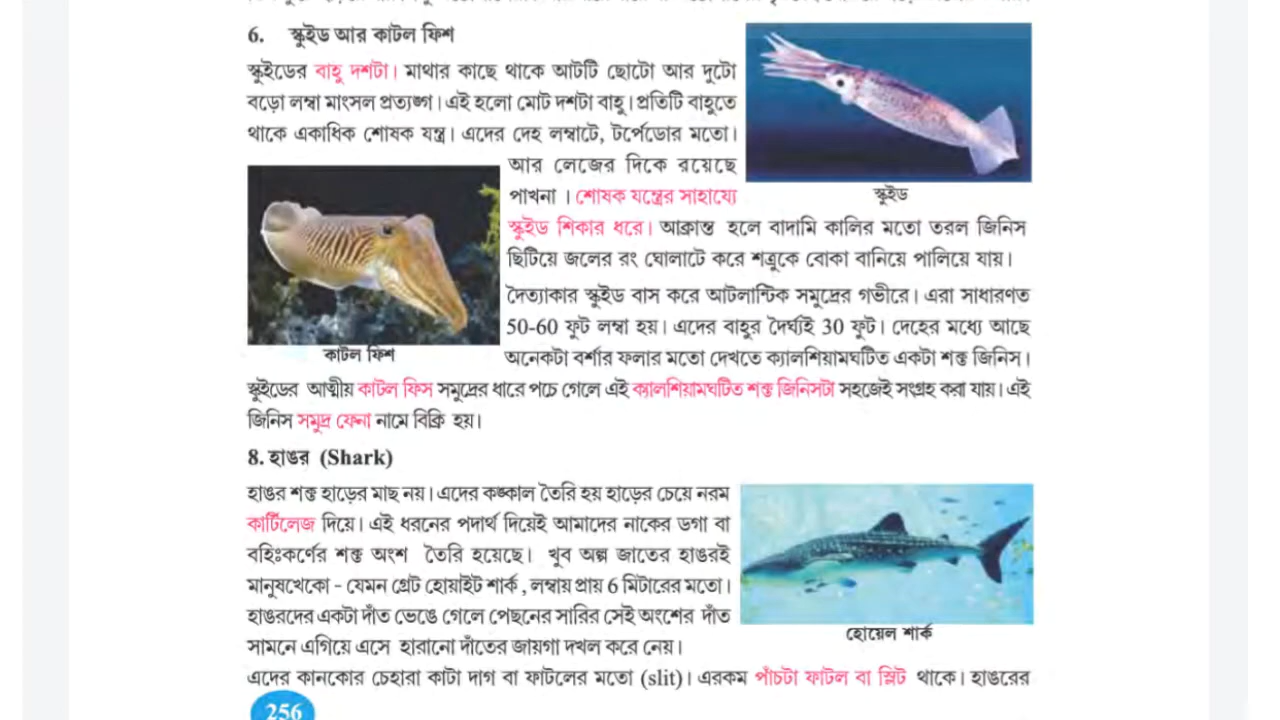 6. স্কুইড আর কাটল ফিশ
স্কুইডের বাহু দশটা। মাথার কাছে থাকে আটটি ছোটো আর দুটো
বড়ো লম্বা মাংসল প্রত্যঙ্গ। এই হলো মোট দশটা বাহু। প্রতিটি বাহুতে
থাকে একাধিক শোষক যন্ত্র। এদের দেহ লম্বাটে, টর্পেডোর মতো।
আর লেজের দিকে রয়েছে
পাখনা । শোষক যন্ত্রের সাহায্যে
স্কুইড
স্কুইড শিকার ধরে। আক্রান্ত হলে বাদামি কালির মতো তরল জিনিস
ছিটিয়ে জলের রং ঘোলাটে করে শত্রুকে বোকা বানিয়ে পালিয়ে যায়।
দৈত্যাকার স্কুইড বাস করে আটলান্টিক সমুদ্রের গভীরে। এরা সাধারণত
50-60 ফুট লম্বা হয়। এদের বাহুর দৈর্ঘ্যই 30 ফুট। দেহের মধ্যে আছে
কাটল ফিশ
অনেকটা বর্শার ফলার মতো দেখতে ক্যালশিয়ামঘটিত একটা শক্ত জিনিস।
স্কুইডের আত্মীয় কাটল ফিস সমুদ্রের ধারে পচে গেলে এই ক্যালশিয়ামঘটিত শক্ত জিনিসটা সহজেই সংগ্রহ করা যায়। এই
জিনিস সমুদ্র ফেনা নামে বিক্রি হয়।
8. হাঙর (Shark)
হাঙর শক্ত হাড়ের মাছ নয়। এদের কঙ্কাল তৈরি হয় হাড়ের চেয়ে নরম
কার্টিলেজ দিয়ে। এই ধরনের পদার্থ দিয়েই আমাদের নাকের ডগা বা
বহিঃকর্ণের শক্ত অংশ তৈরি হয়েছে। খুব অল্প জাতের হাঙরই
মানুষখেকো - যেমন গ্রেট হোয়াইট শার্ক , লম্বায় প্রায় 6 মিটারের মতো।
হাঙরদের একটা দাঁত ভেঙে গেলে পেছনের সারির সেই অংশের দাঁত
সামনে এগিয়ে এসে হারানো দাঁতের জায়গা দখল করে নেয়।
হোয়েল শার্ক
এদের কানকোর চেহারা কাটা দাগ বা ফাটলের মতো (slit)। এরকম পাঁচটা ফাটল বা স্লিট থাকে। হাঙরের
256